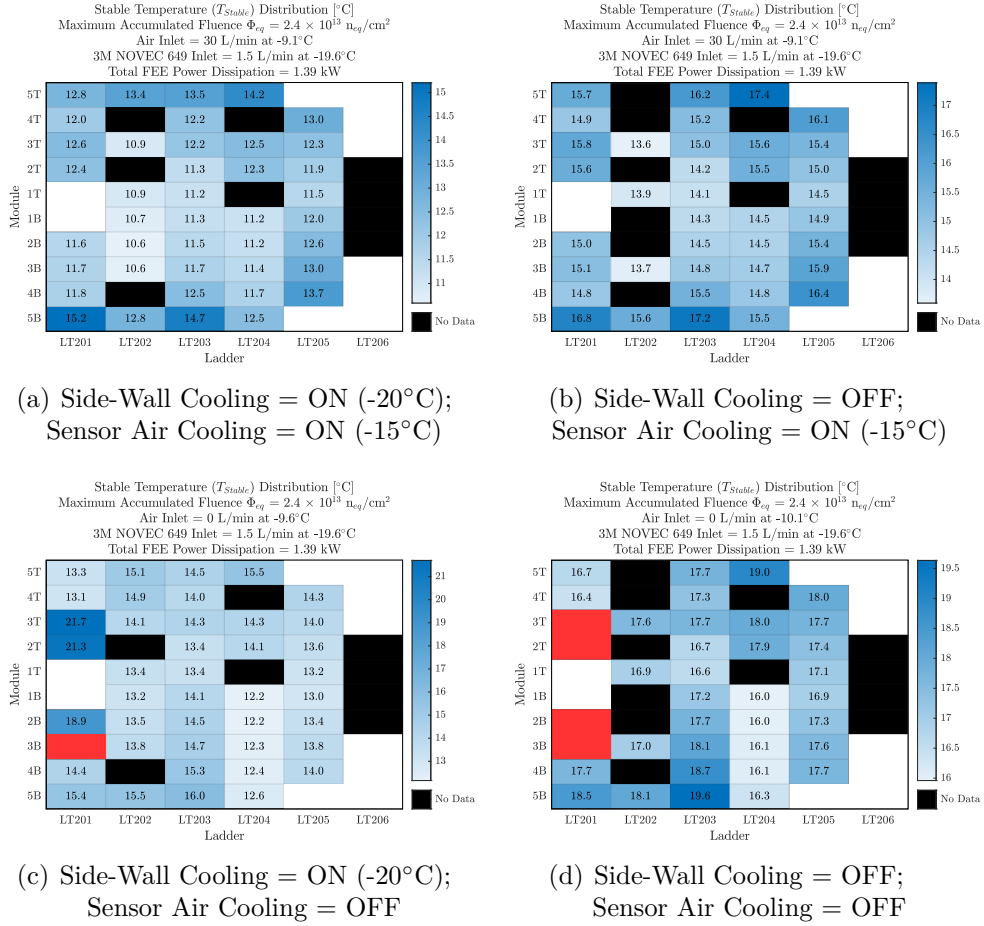 Stable Temperature (T_Stable) Distribution [°C]
Maximum Accumulated Fluence Φ_eq = 2.4 × 10^13 n_eq/cm^2
Air Inlet = 30 L/min at -9.1°C
3M NOVEC 649 Inlet = 1.5 L/min at -19.6°C
Total FEE Power Dissipation = 1.39 kW
5T 12.8 13.4 13.5 14.2
4T 12.0 12.2 13.0
3T 12.6 10.9 12.2 12.5 12.3
2T 12.4 11.3 12.3 11.9
1T 10.9 11.2 11.5
1B 10.7 11.3 11.2 12.0
2B 11.6 10.6 11.5 11.2 12.6
3B 11.7 10.6 11.7 11.4 13.0
4B 11.8 12.5 11.7 13.7
5B 15.2 12.8 14.7 12.5
Module
LT201 LT202 LT203 LT204 LT205 LT206
Ladder
15
14.5
14
13.5
13
12.5
12
11.5
11
No Data
(a) Side-Wall Cooling = ON (-20°C);
Sensor Air Cooling = ON (-15°C)
Stable Temperature (T_Stable) Distribution [°C]
Maximum Accumulated Fluence Φ_eq = 2.4 × 10^13 n_eq/cm^2
Air Inlet = 30 L/min at -9.1°C
3M NOVEC 649 Inlet = 1.5 L/min at -19.6°C
Total FEE Power Dissipation = 1.39 kW
5T 15.7 16.2 17.4
4T 14.9 15.2 16.1
3T 15.8 13.6 15.0 15.6 15.4
2T 15.6 14.2 15.5 15.0
1T 13.9 14.1 14.5
1B 14.3 14.5 14.9
2B 15.0 14.5 14.5 15.4
3B 15.1 13.7 14.8 14.7 15.9
4B 14.8 15.5 14.8 16.4
5B 16.8 15.6 17.2 15.5
Module
LT201 LT202 LT203 LT204 LT205 LT206
Ladder
17
16.5
16
15.5
15
14.5
14
No Data
(b) Side-Wall Cooling = OFF;
Sensor Air Cooling = ON (-15°C)
Stable Temperature (T_Stable) Distribution [°C]
Maximum Accumulated Fluence Φ_eq = 2.4 × 10^13 n_eq/cm^2
Air Inlet = 0 L/min at -9.6°C
3M NOVEC 649 Inlet = 1.5 L/min at -19.6°C
Total FEE Power Dissipation = 1.39 kW
5T 13.3 15.1 14.5 15.5
4T 13.1 14.9 14.0 14.3
3T 21.7 14.1 14.3 14.3 14.0
2T 21.3 13.4 14.1 13.6
1T 13.4 13.4 13.2
1B 13.2 14.1 12.2 13.0
2B 18.9 13.5 14.5 12.2 13.4
3B 13.8 14.7 12.3 13.8
4B 14.4 15.3 12.4 14.0
5B 15.4 15.5 16.0 12.6
Module
LT201 LT202 LT203 LT204 LT205 LT206
Ladder
21
20
19
18
17
16
15
14
13
No Data
(c) Side-Wall Cooling = ON (-20°C);
Sensor Air Cooling = OFF
Stable Temperature (T_Stable) Distribution [°C]
Maximum Accumulated Fluence Φ_eq = 2.4 × 10^13 n_eq/cm^2
Air Inlet = 0 L/min at -10.1°C
3M NOVEC 649 Inlet = 1.5 L/min at -19.6°C
Total FEE Power Dissipation = 1.39 kW
5T 16.7 17.7 19.0
4T 16.4 17.3 18.0
3T 17.6 17.7 18.0 17.7
2T 16.7 17.9 17.4
1T 16.9 16.6 17.1
1B 17.2 16.0 16.9
2B 17.7 16.0 17.3
3B 17.0 18.1 16.1 17.6
4B 17.7 18.7 16.1 17.7
5B 18.5 18.1 19.6 16.3
Module
LT201 LT202 LT203 LT204 LT205 LT206
Ladder
19.5
19
18.5
18
17.5
17
16.5
16
No Data
(d) Side-Wall Cooling = OFF;
Sensor Air Cooling = OFF